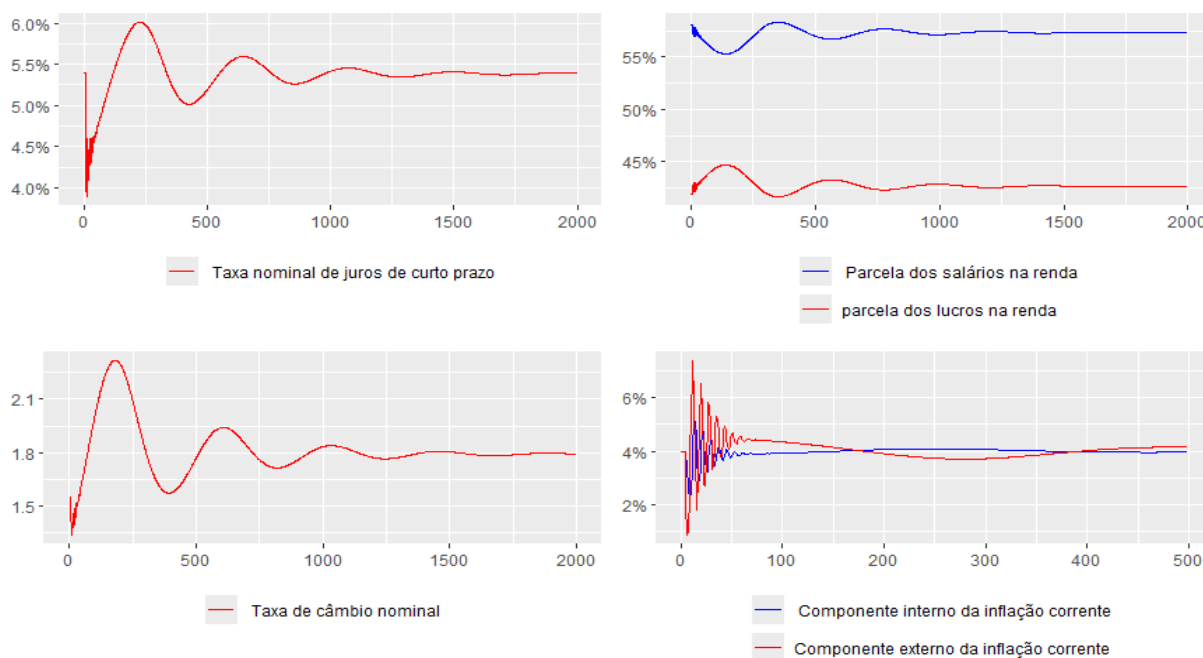 6.0%
5.5%
5.0%
4.5%
4.0%
0 500 1000 1500 2000
Taxa nominal de juros de curto prazo
55%
50%
45%
0 500 1000 1500 2000
Parcela dos salários na renda
parcela dos lucros na renda
2.1
1.8
1.5
0 500 1000 1500 2000
Taxa de câmbio nominal
6%
4%
2%
0 100 200 300 400 500
Componente interno da inflação corrente
Componente externo da inflação corrente